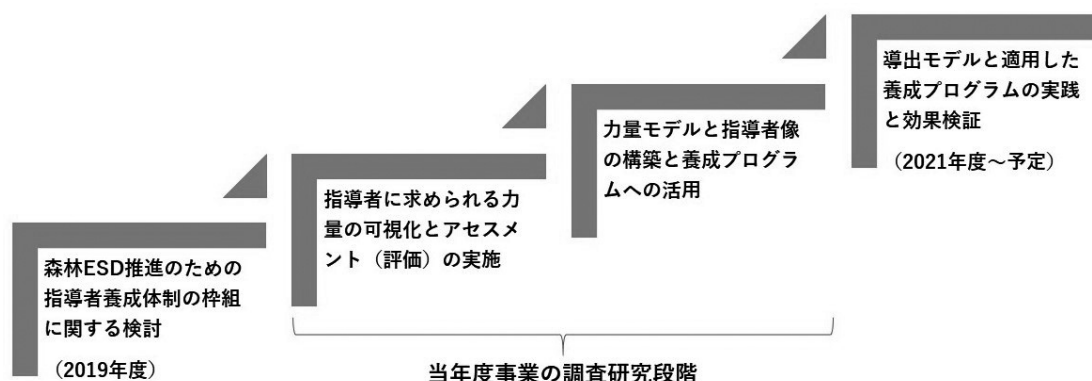 森林ESD推進のための
指導者養成体制の枠組
に関する検討
（2019年度）
指導者に求められる力
量の可視化とアセスメ
ント（評価）の実施
力量モデルと指導者像
の構築と養成プログラ
ムへの活用
導出モデルと適用した
養成プログラムの実践
と効果検証
（2021年度～予定）
当年度事業の調査研究段階